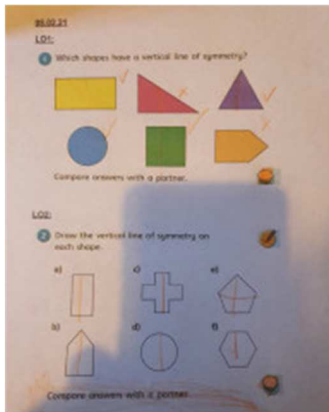 LO1:
1 Which shapes have a vertical line of symmetry?
Compare answers with a partner.
LO2:
2 Draw the vertical line of symmetry on
each shape.
a) c) e)
b) d) f)
Compare answers with a partner.